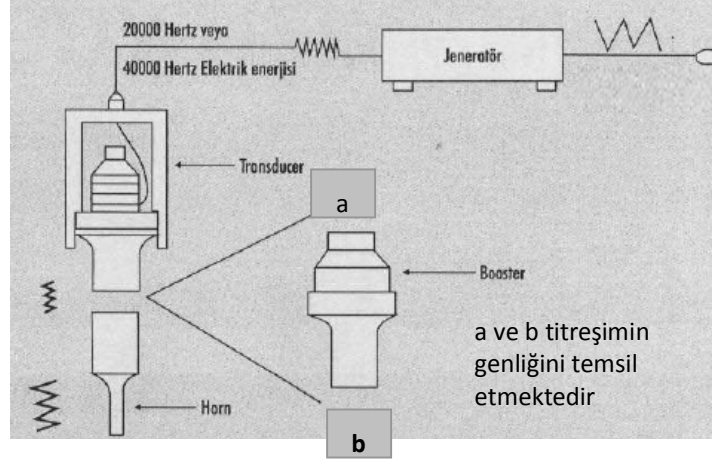 20000 Hertz veya
40000 Hertz Elektrik enerjisi
Jeneratör
Transducer
a
Booster
a ve b titreşimin
genliğini temsil
etmektedir
Horn
b